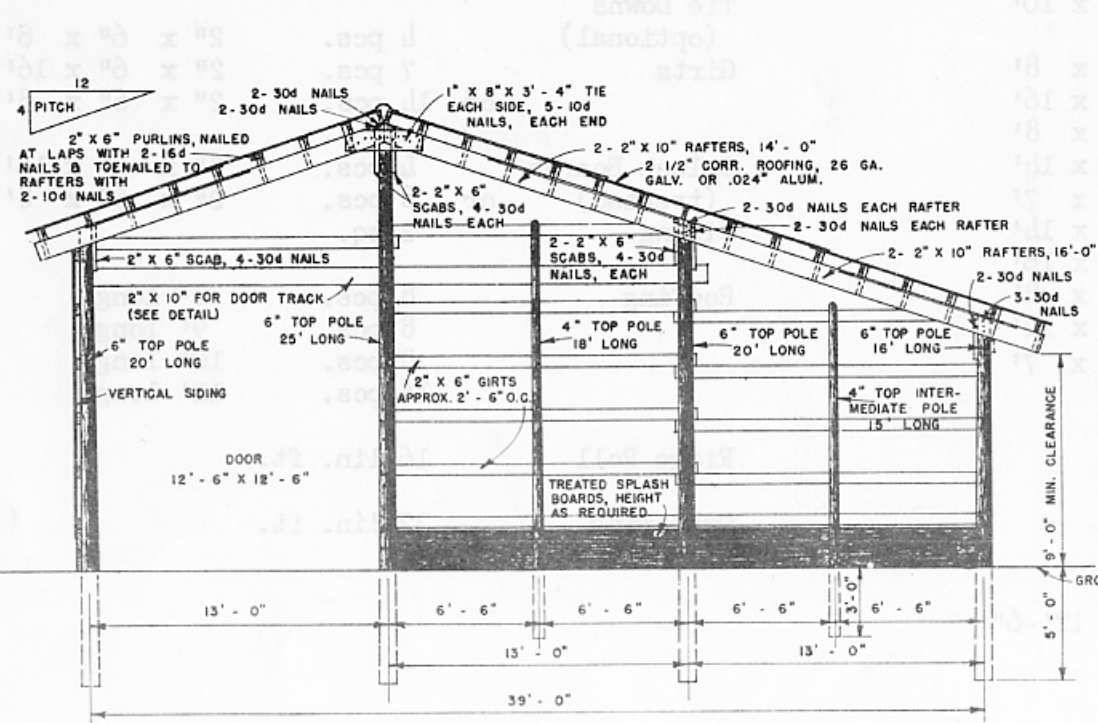 12
4 PITCH
2" X 6" PURLINS, NAILED
AT LAPS WITH 2-16d
NAILS & TOENAILED TO
RAFTERS WITH
2-10d NAILS
2-30d NAILS
2-30d NAILS
1" X 8" X 3' - 4" TIE
EACH SIDE, 5-10d
NAILS, EACH END
2- 2" X 10" RAFTERS, 14' - 0"
2 1/2" CORR. ROOFING, 26 GA.
GALV. OR .024" ALUM.
2- 2" X 6"
SCABS, 4-30d
NAILS EACH
2-30d NAILS EACH RAFTER
2-30d NAILS EACH RAFTER
2- 2" X 10" RAFTERS, 16'-0"
2-30d NAILS
3-30d
NAILS
2" X 6" SCAB, 4-30d NAILS
2 - 2" X 6"
SCABS, 4-30d
NAILS, EACH
2" X 10" FOR DOOR TRACK
(SEE DETAIL)
6" TOP POLE
20' LONG
6" TOP POLE
25' LONG
4" TOP POLE
18' LONG
6" TOP POLE
20' LONG
6" TOP POLE
16' LONG
VERTICAL SIDING
2" X 6" GIRTS
APPROX. 2' - 6" O.C.
4" TOP INTER-
MEDIATE POLE
15' LONG
DOOR
12' - 6" X 12' - 6"
TREATED SPLASH
BOARDS, HEIGHT
AS REQUIRED
9' - 0" MIN. CLEARANCE
GRO
13' - 0"
6' - 6"
6' - 6"
6' - 6"
3' - 0"
6' - 6"
5' - 0"
13' - 0"
13' - 0"
39' - 0"